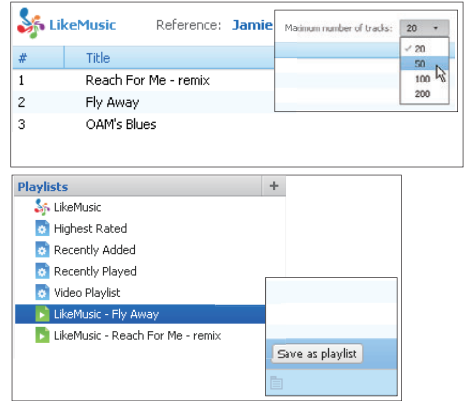 LikeMusic Reference: Jamie
Maximum number of tracks: 20
✓ 20
50
100
200
# Title
1 Reach For Me - remix
2 Fly Away
3 OAM's Blues
Playlists +
LikeMusic
Highest Rated
Recently Added
Recently Played
Video Playlist
LikeMusic - Fly Away
LikeMusic - Reach For Me - remix
Save as playlist